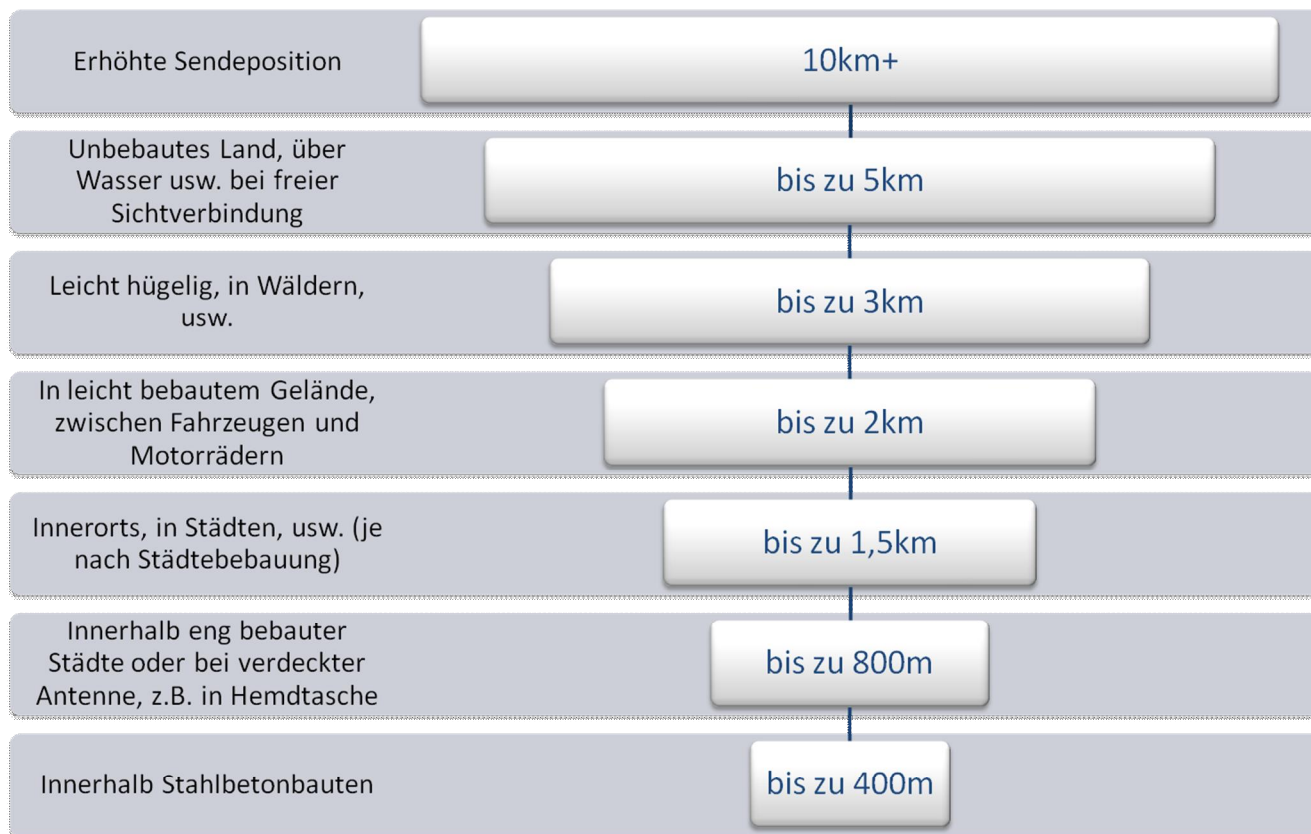 Erhöhte Sendeposition
10km+
Unbebautes Land, über
Wasser usw. bei freier
Sichtverbindung
bis zu 5km
Leicht hügelig, in Wäldern,
usw.
bis zu 3km
In leicht bebautem Gelände,
zwischen Fahrzeugen und
Motorrädern
bis zu 2km
Innerorts, in Städten, usw. (je
nach Städtebebauung)
bis zu 1,5km
Innerhalb eng bebauter
Städte oder bei verdeckter
Antenne, z.B. in Hemdtasche
bis zu 800m
Innerhalb Stahlbetonbauten
bis zu 400m